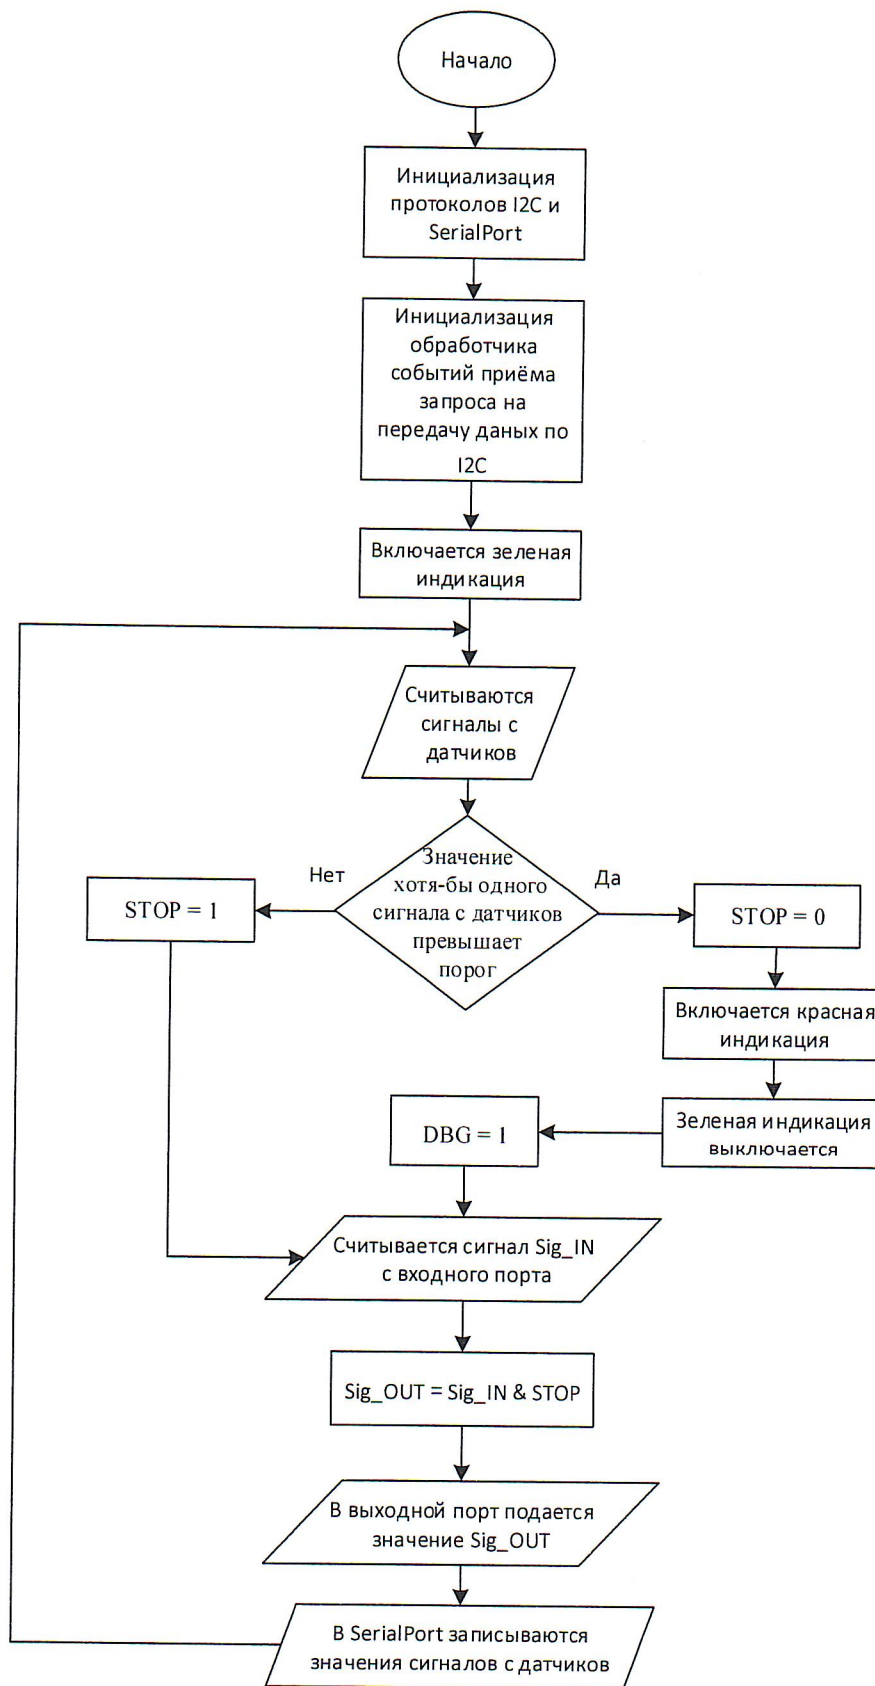 Начало
Инициализация
протоколов I2C и
SerialPort
Инициализация
обработчика
событий приёма
запроса на
передачу даных по
I2C
Включается зеленая
индикация
Считываются
сигналы с
датчиков
Значение
хотя-бы одного
сигнала с датчиков
превышает
порог
Нет
Да
STOP = 1
STOP = 0
Включается красная
индикация
Зеленая индикация
выключается
DBG = 1
Считывается сигнал Sig_IN
с входного порта
Sig_OUT = Sig_IN & STOP
В выходной порт подается
значение Sig_OUT
В SerialPort записываются
значения сигналов с датчиков